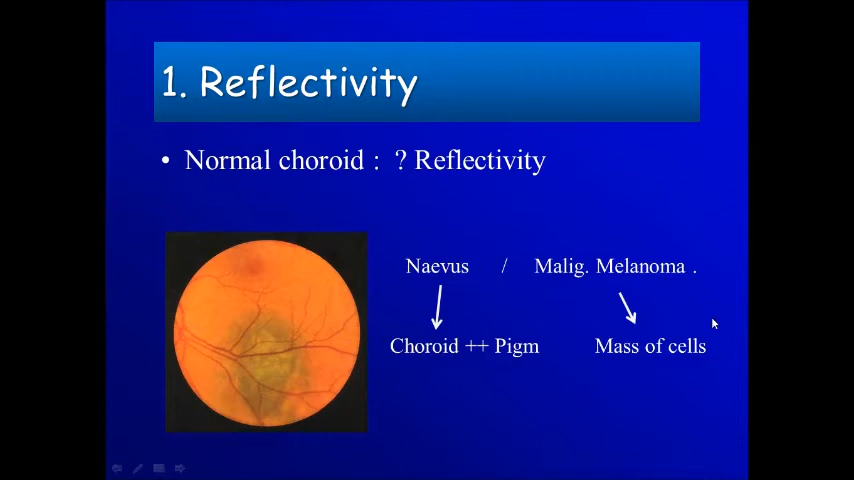 1. Reflectivity
• Normal choroid : ? Reflectivity
Naevus / Malig. Melanoma .
Choroid ++ Pigm Mass of cells